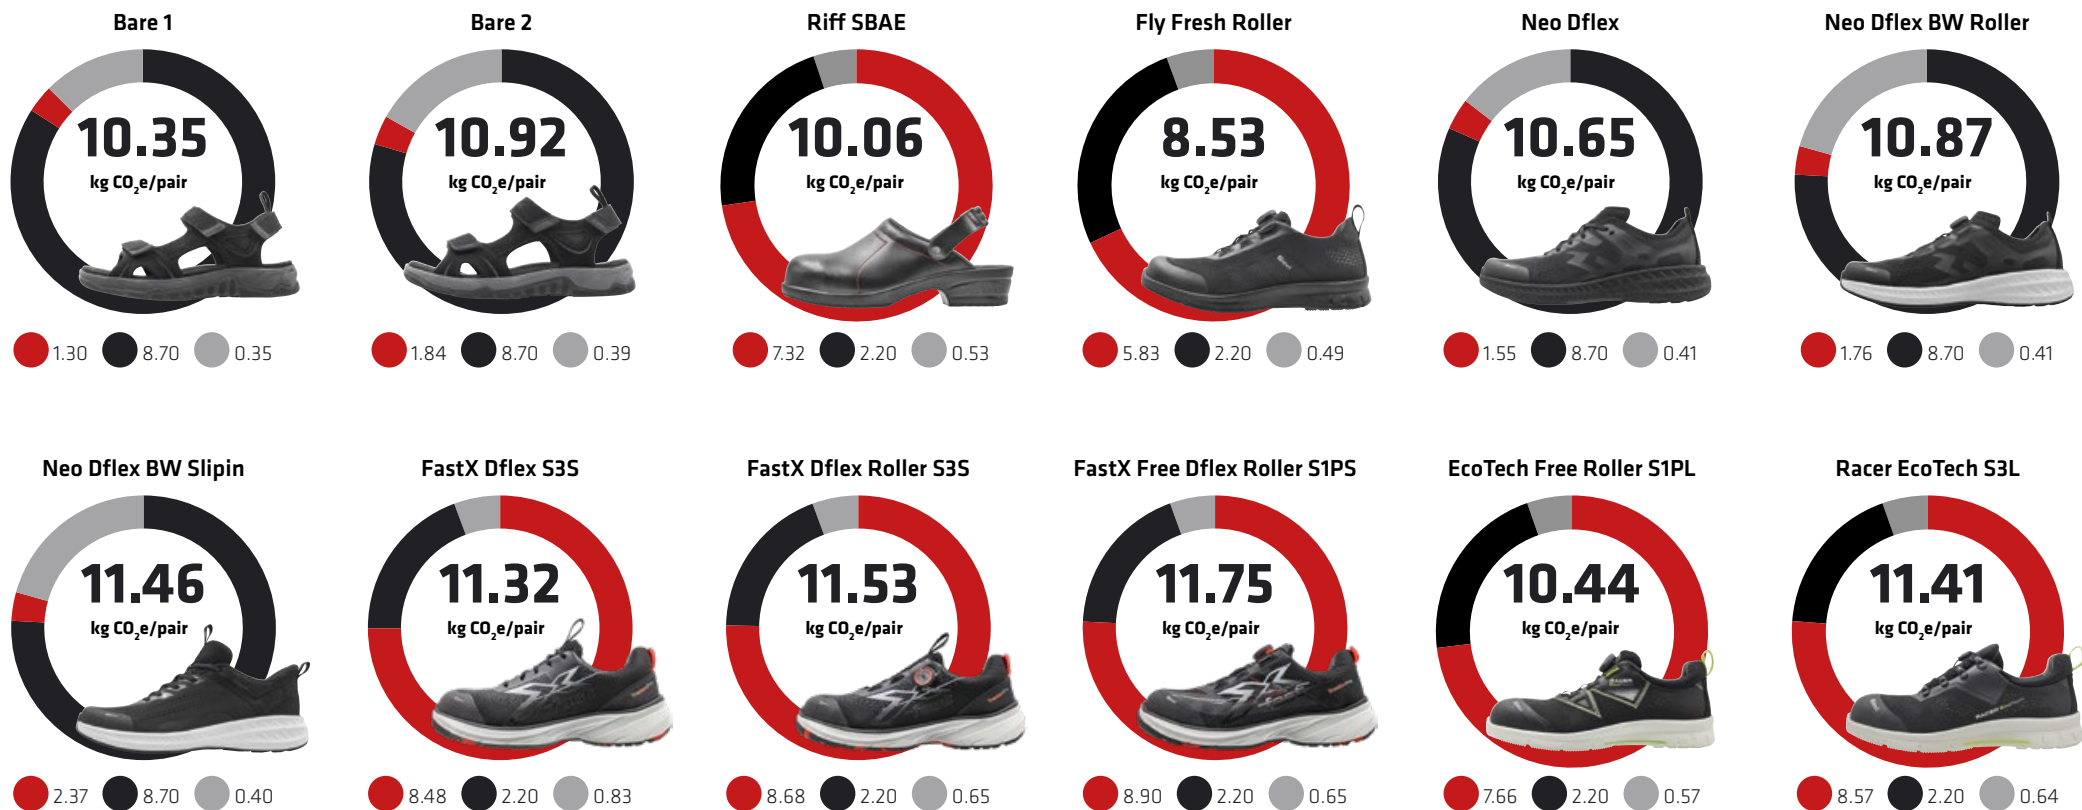 Bare 1
10.35
kg CO₂e/pair
1.30 8.70 0.35
Bare 2
10.92
kg CO₂e/pair
1.84 8.70 0.39
Riff SBAE
10.06
kg CO₂e/pair
7.32 2.20 0.53
Fly Fresh Roller
8.53
kg CO₂e/pair
5.83 2.20 0.49
Neo Dflex
10.65
kg CO₂e/pair
1.55 8.70 0.41
Neo Dflex BW Roller
10.87
kg CO₂e/pair
1.76 8.70 0.41
Neo Dflex BW Slipin
11.46
kg CO₂e/pair
2.37 8.70 0.40
FastX Dflex S3S
11.32
kg CO₂e/pair
8.48 2.20 0.83
FastX Dflex Roller S3S
11.53
kg CO₂e/pair
8.68 2.20 0.65
FastX Free Dflex Roller S1PS
11.75
kg CO₂e/pair
8.90 2.20 0.65
EcoTech Free Roller S1PL
10.44
kg CO₂e/pair
RACER
7.66 2.20 0.57
Racer EcoTech S3L
11.41
kg CO₂e/pair
RACER
8.57 2.20 0.64